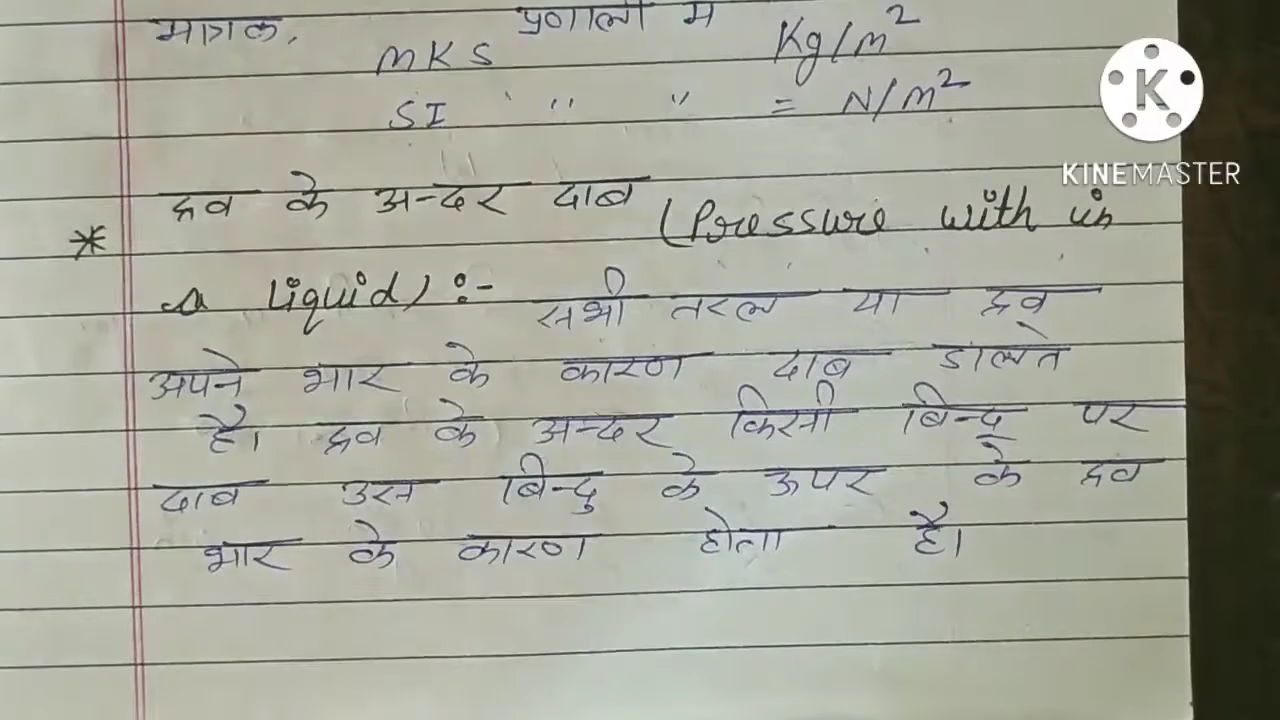 मात्रक, प्रणाली में
MKS Kg/m²
SI " " " = N/m²
द्रव के अन्दर दाब (Pressure with in
* a Liquid) :-
सभी तरल या द्रव
अपने भार के कारण दाब डालते
है। द्रव के अन्दर किसी बिन्दु पर
दाब उस बिन्दु के ऊपर के द्रव
भार के कारण होता है।
K
KINEMASTER